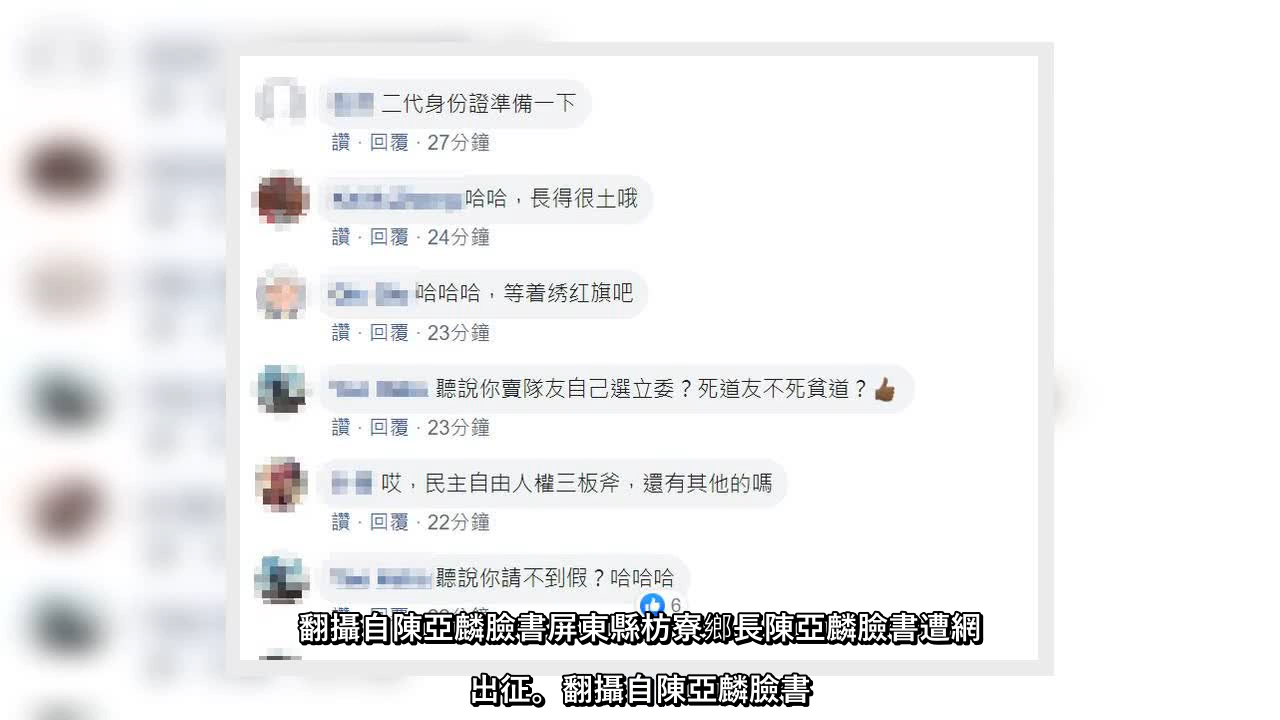 二代身份證準備一下
讚 · 回覆 · 27分鐘
哈哈，長得很土哦
讚 · 回覆 · 24分鐘
哈哈哈，等着绣红旗吧
讚 · 回覆 · 23分鐘
聽說你賣隊友自己選立委？死道友不死貧道？
讚 · 回覆 · 23分鐘
哎，民主自由人權三板斧，還有其他的嗎
讚 · 回覆 · 22分鐘
聽說你請不到假？哈哈哈
6
翻攝自陳亞麟臉書屏東縣枋寮鄉長陳亞麟臉書遭網
出征。翻攝自陳亞麟臉書